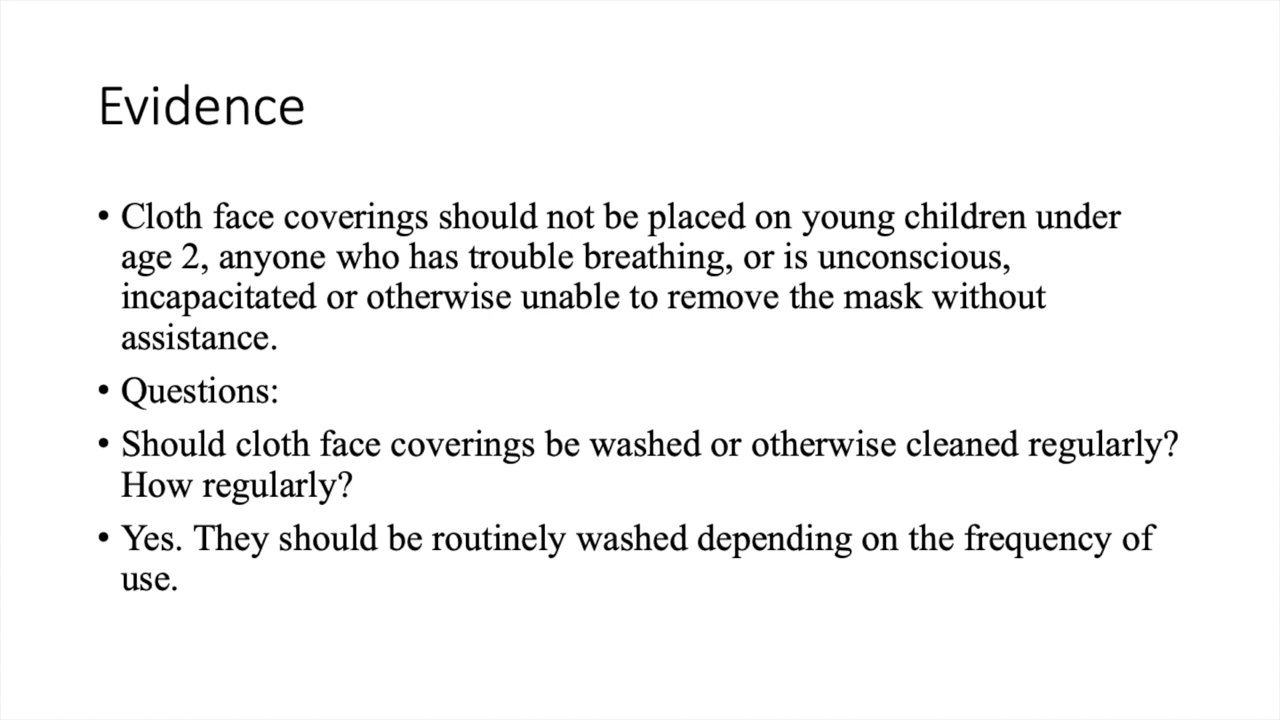 Evidence
• Cloth face coverings should not be placed on young children under
age 2, anyone who has trouble breathing, or is unconscious,
incapacitated or otherwise unable to remove the mask without
assistance.
• Questions:
• Should cloth face coverings be washed or otherwise cleaned regularly?
How regularly?
• Yes. They should be routinely washed depending on the frequency of
use.